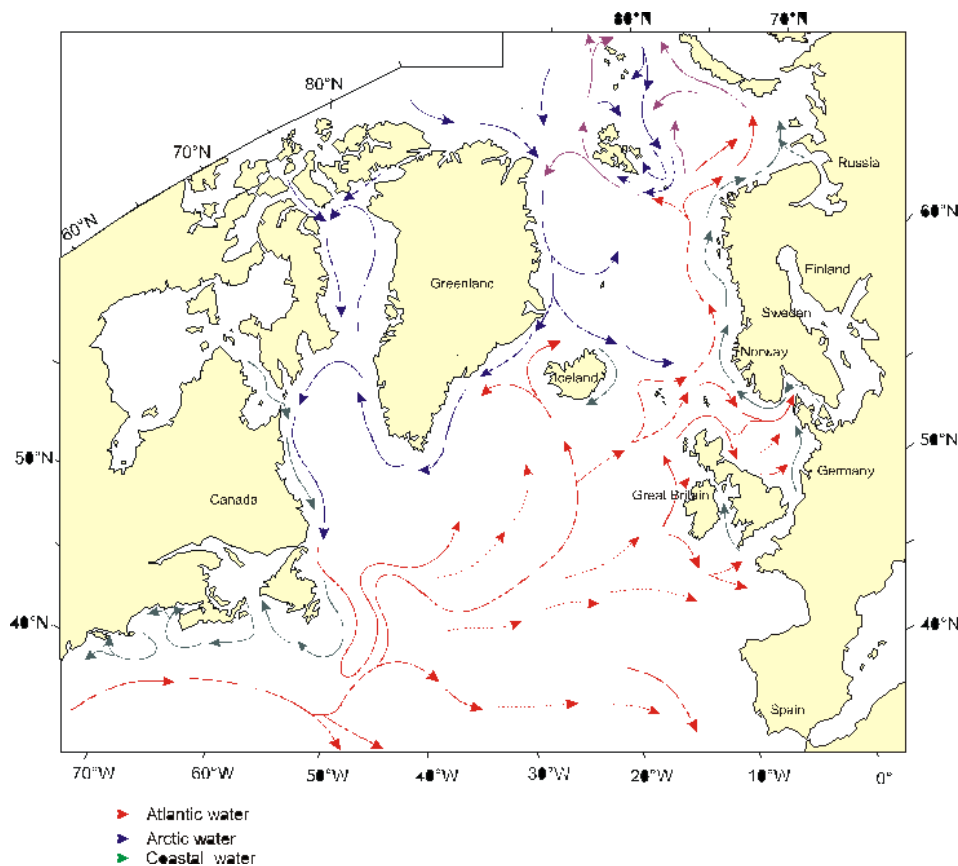 80°N 70°N
80°N
70°N
60°N
Russia
60°N
Finland
Greenland
Sweden
Norway
Iceland
50°N
50°N
Germany
Canada
Great Britain
40°N
40°N
Spain
70°W 60°W 50°W 40°W 30°W 20°W 10°W 0°
Atlantic water
Arctic water
Coastal water